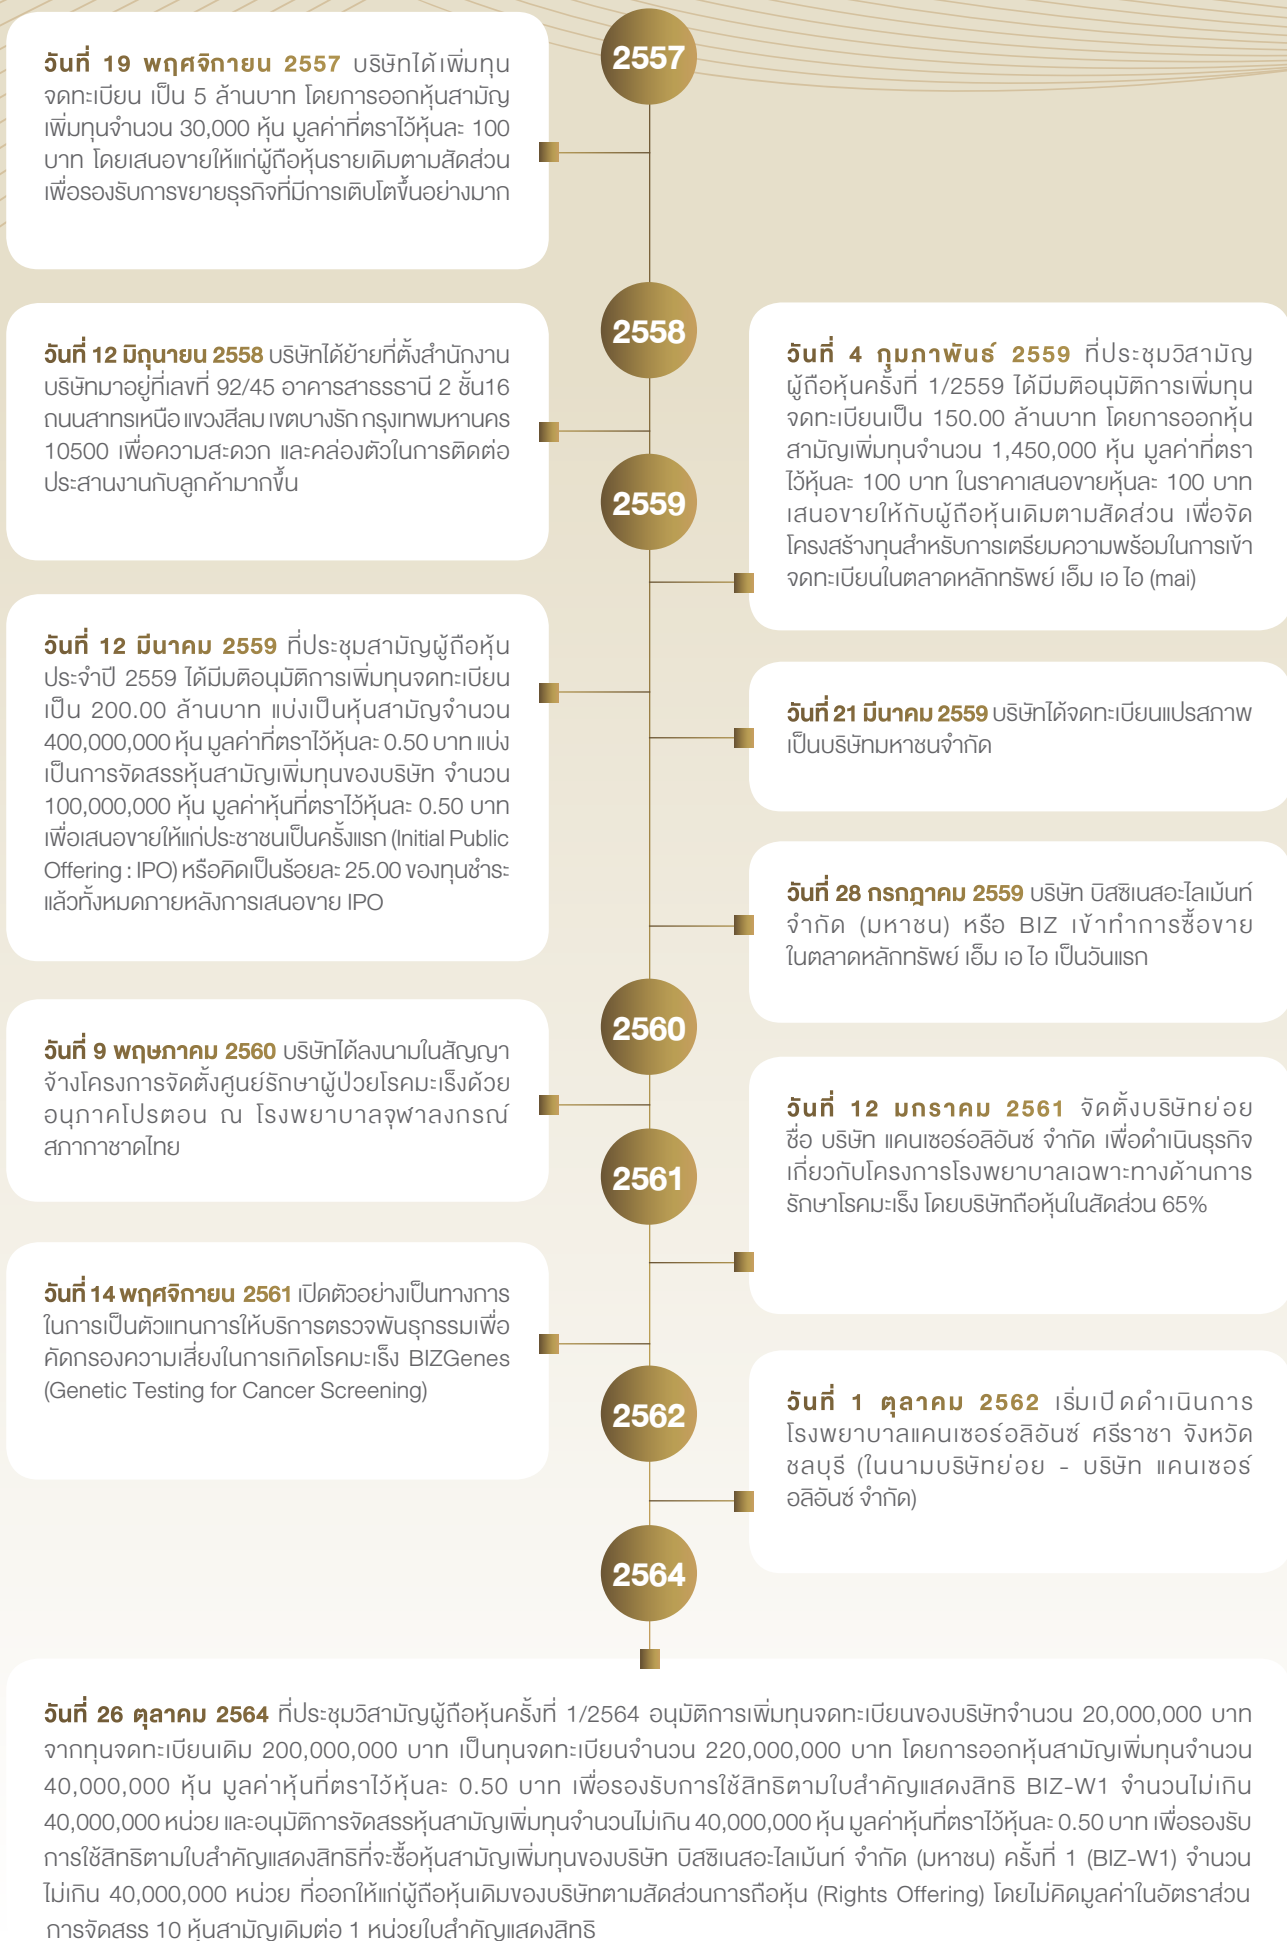 2557
วันที่ 19 พฤศจิกายน 2557 บริษัทได้เพิ่มทุน
จดทะเบียน เป็น 5 ล้านบาท โดยการออกหุ้นสามัญ
เพิ่มทุนจำนวน 30,000 หุ้น มูลค่าที่ตราไว้หุ้นละ 100
บาท โดยเสนอขายให้แก่ผู้ถือหุ้นรายเดิมตามสัดส่วน
เพื่อรองรับการขยายธุรกิจที่มีการเติบโตขึ้นอย่างมาก
2558
วันที่ 12 มิถุนายน 2558 บริษัทได้ย้ายที่ตั้งสำนักงาน
บริษัทมาอยู่ที่เลขที่ 92/45 อาคารสาธรธานี 2 ชั้น16
ถนนสาทรเหนือ แขวงสีลม เขตบางรัก กรุงเทพมหานคร
10500 เพื่อความสะดวก และคล่องตัวในการติดต่อ
ประสานงานกับลูกค้ามากขึ้น
2559
วันที่ 4 กุมภาพันธ์ 2559 ที่ประชุมวิสามัญ
ผู้ถือหุ้นครั้งที่ 1/2559 ได้มีมติอนุมัติการเพิ่มทุน
จดทะเบียนเป็น 150.00 ล้านบาท โดยการออกหุ้น
สามัญเพิ่มทุนจำนวน 1,450,000 หุ้น มูลค่าที่ตรา
ไว้หุ้นละ 100 บาท ในราคาเสนอขายหุ้นละ 100 บาท
เสนอขายให้กับผู้ถือหุ้นเดิมตามสัดส่วน เพื่อจัด
โครงสร้างทุนสำหรับการเตรียมความพร้อมในการเข้า
จดทะเบียนในตลาดหลักทรัพย์ เอ็ม เอ ไอ (mai)
วันที่ 12 มีนาคม 2559 ที่ประชุมสามัญผู้ถือหุ้น
ประจำปี 2559 ได้มีมติอนุมัติการเพิ่มทุนจดทะเบียน
เป็น 200.00 ล้านบาท แบ่งเป็นหุ้นสามัญจำนวน
400,000,000 หุ้น มูลค่าที่ตราไว้หุ้นละ 0.50 บาท แบ่ง
เป็นการจัดสรรหุ้นสามัญเพิ่มทุนของบริษัท จำนวน
100,000,000 หุ้น มูลค่าหุ้นที่ตราไว้หุ้นละ 0.50 บาท
เพื่อเสนอขายให้แก่ประชาชนเป็นครั้งแรก (Initial Public
Offering : IPO) หรือคิดเป็นร้อยละ 25.00 ของทุนชำระ
แล้วทั้งหมดภายหลังการเสนอขาย IPO
วันที่ 21 มีนาคม 2559 บริษัทได้จดทะเบียนแปรสภาพ
เป็นบริษัทมหาชนจำกัด
วันที่ 28 กรกฎาคม 2559 บริษัท บิสซิเนสอะไลเม้นท์
จำกัด (มหาชน) หรือ BIZ เข้าทำการซื้อขาย
ในตลาดหลักทรัพย์ เอ็ม เอ ไอ เป็นวันแรก
2560
วันที่ 9 พฤษภาคม 2560 บริษัทได้ลงนามในสัญญา
จ้างโครงการจัดตั้งศูนย์รักษาผู้ป่วยโรคมะเร็งด้วย
อนุภาคโปรตอน ณ โรงพยาบาลจุฬาลงกรณ์
สภากาชาดไทย
2561
วันที่ 12 มกราคม 2561 จัดตั้งบริษัทย่อย
ชื่อ บริษัท แคนเซอร์อลิอันซ์ จำกัด เพื่อดำเนินธุรกิจ
เกี่ยวกับโครงการโรงพยาบาลเฉพาะทางด้านการ
รักษาโรคมะเร็ง โดยบริษัทถือหุ้นในสัดส่วน 65%
วันที่ 14 พฤศจิกายน 2561 เปิดตัวอย่างเป็นทางการ
ในการเป็นตัวแทนการให้บริการตรวจพันธุกรรมเพื่อ
คัดกรองความเสี่ยงในการเกิดโรคมะเร็ง BIZGenes
(Genetic Testing for Cancer Screening)
2562
วันที่ 1 ตุลาคม 2562 เริ่มเปิดดำเนินการ
โรงพยาบาลแคนเซอร์อลิอันซ์ ศรีราชา จังหวัด
ชลบุรี (ในนามบริษัทย่อย - บริษัท แคนเซอร์
อลิอันซ์ จำกัด)
2564
วันที่ 26 ตุลาคม 2564 ที่ประชุมวิสามัญผู้ถือหุ้นครั้งที่ 1/2564 อนุมัติการเพิ่มทุนจดทะเบียนของบริษัทจำนวน 20,000,000 บาท
จากทุนจดทะเบียนเดิม 200,000,000 บาท เป็นทุนจดทะเบียนจำนวน 220,000,000 บาท โดยการออกหุ้นสามัญเพิ่มทุนจำนวน
40,000,000 หุ้น มูลค่าหุ้นที่ตราไว้หุ้นละ 0.50 บาท เพื่อรองรับการใช้สิทธิตามใบสำคัญแสดงสิทธิ BIZ-W1 จำนวนไม่เกิน
40,000,000 หน่วย และอนุมัติการจัดสรรหุ้นสามัญเพิ่มทุนจำนวนไม่เกิน 40,000,000 หุ้น มูลค่าหุ้นที่ตราไว้หุ้นละ 0.50 บาท เพื่อรองรับ
การใช้สิทธิตามใบสำคัญแสดงสิทธิที่จะซื้อหุ้นสามัญเพิ่มทุนของบริษัท บิสซิเนสอะไลเม้นท์ จำกัด (มหาชน) ครั้งที่ 1 (BIZ-W1) จำนวน
ไม่เกิน 40,000,000 หน่วย ที่ออกให้แก่ผู้ถือหุ้นเดิมของบริษัทตามสัดส่วนการถือหุ้น (Rights Offering) โดยไม่คิดมูลค่าในอัตราส่วน
การจัดสรร 10 หุ้นสามัญเดิมต่อ 1 หน่วยใบสำคัญแสดงสิทธิ